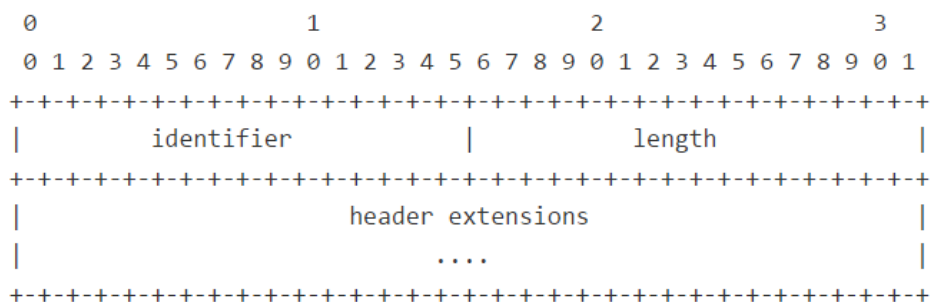 0                   1                   2                   3
 0 1 2 3 4 5 6 7 8 9 0 1 2 3 4 5 6 7 8 9 0 1 2 3 4 5 6 7 8 9 0 1
+-+-+-+-+-+-+-+-+-+-+-+-+-+-+-+-+-+-+-+-+-+-+-+-+-+-+-+-+-+-+-+-+
|         identifier            |           length              |
+-+-+-+-+-+-+-+-+-+-+-+-+-+-+-+-+-+-+-+-+-+-+-+-+-+-+-+-+-+-+-+-+
|                       header extensions                       |
|                             ....                              |
+-+-+-+-+-+-+-+-+-+-+-+-+-+-+-+-+-+-+-+-+-+-+-+-+-+-+-+-+-+-+-+-+